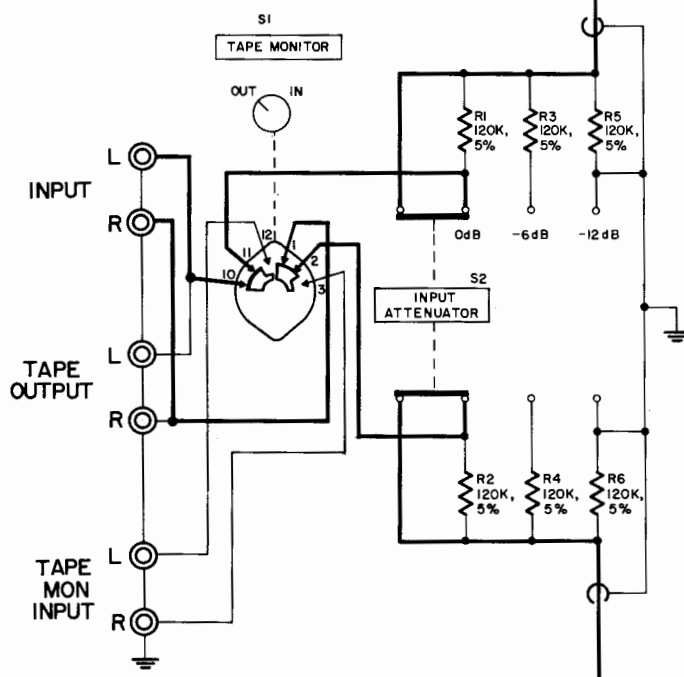 S1
TAPE MONITOR
OUT IN
L
INPUT
R
L
TAPE
OUTPUT
R
L
TAPE
MON
INPUT
R
12
1
11
2
10
3
R1
120K,
5%
R3
120K,
5%
R5
120K,
5%
0dB
-6dB
-12dB
S2
INPUT
ATTENUATOR
R2
120K,
5%
R4
120K,
5%
R6
120K,
5%